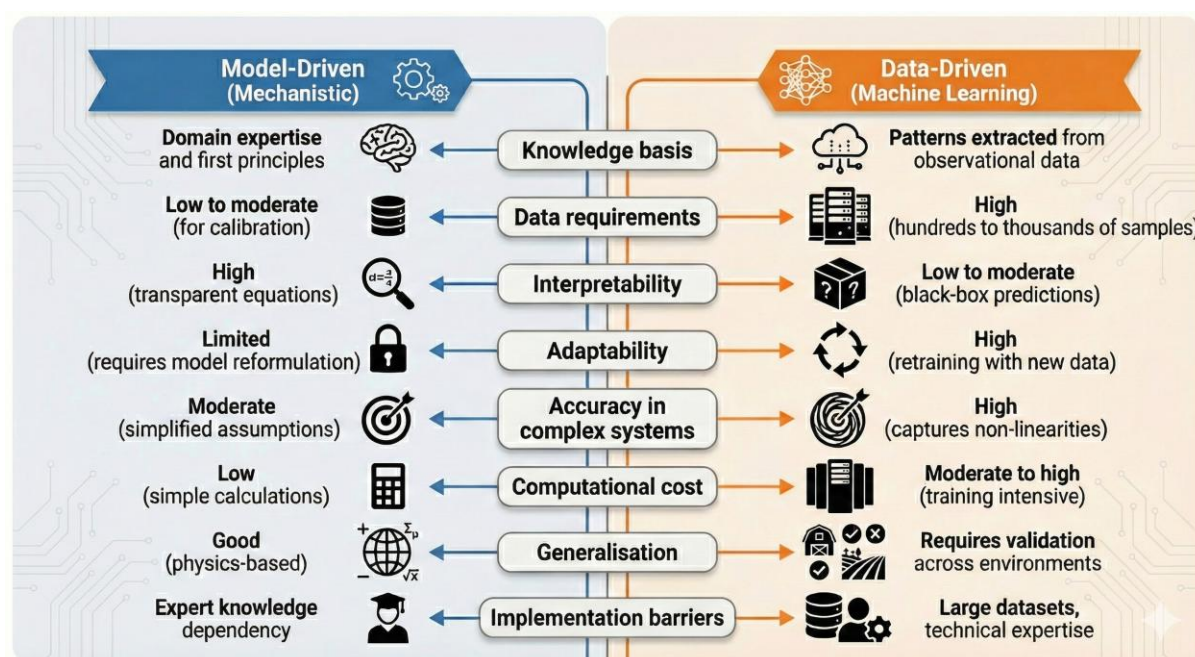 Model-Driven
(Mechanistic)
Data-Driven
(Machine Learning)
Domain expertise
and first principles
Knowledge basis
Patterns extracted from
observational data
Low to moderate
(for calibration)
Data requirements
High
(hundreds to thousands of samples)
High
(transparent equations)
d=3/4
Interpretability
? ?
Low to moderate
(black-box predictions)
Limited
(requires model reformulation)
Adaptability
High
(retraining with new data)
Moderate
(simplified assumptions)
Accuracy in
complex systems
High
(captures non-linearities)
Low
(simple calculations)
Computational cost
Moderate to high
(training intensive)
Good
(physics-based)
+ Σμ
− √x
Generalisation
Requires validation
across environments
Expert knowledge
dependency
Implementation barriers
Large datasets,
technical expertise